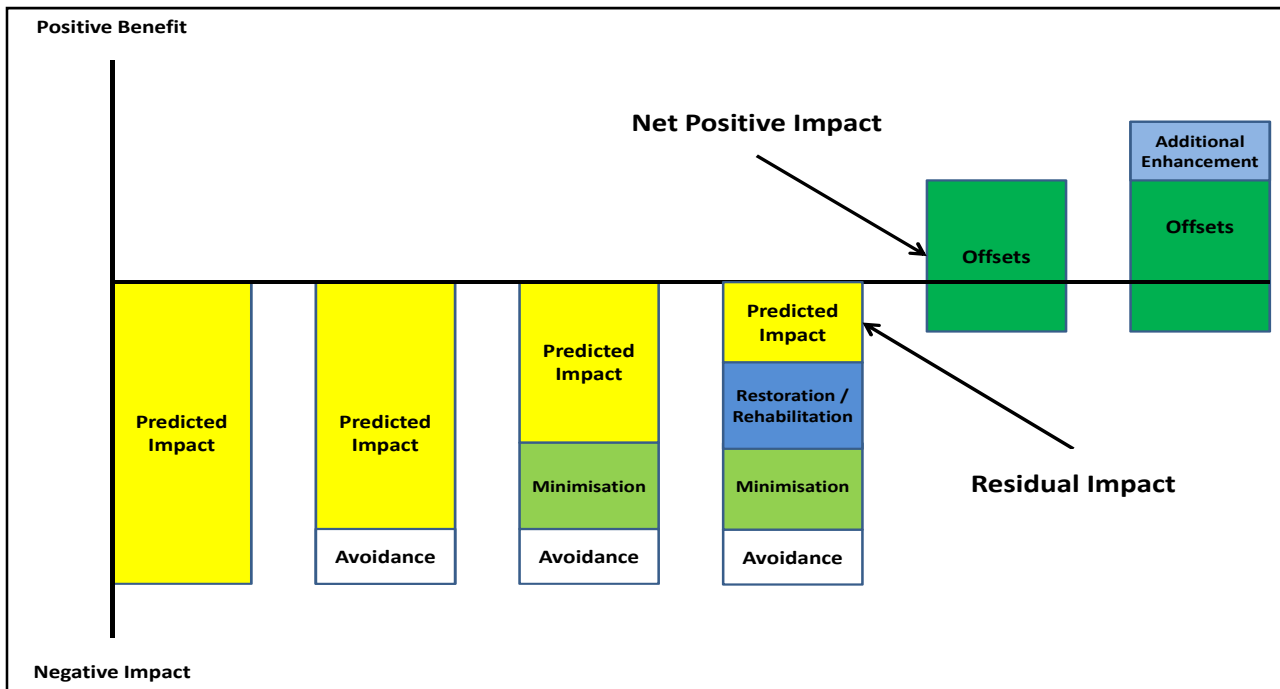 Positive Benefit
Net Positive Impact
Additional
Enhancement
Offsets
Offsets
Predicted
Impact
Predicted
Impact
Avoidance
Predicted
Impact
Minimisation
Avoidance
Predicted
Impact
Restoration /
Rehabilitation
Minimisation
Avoidance
Residual Impact
Negative Impact